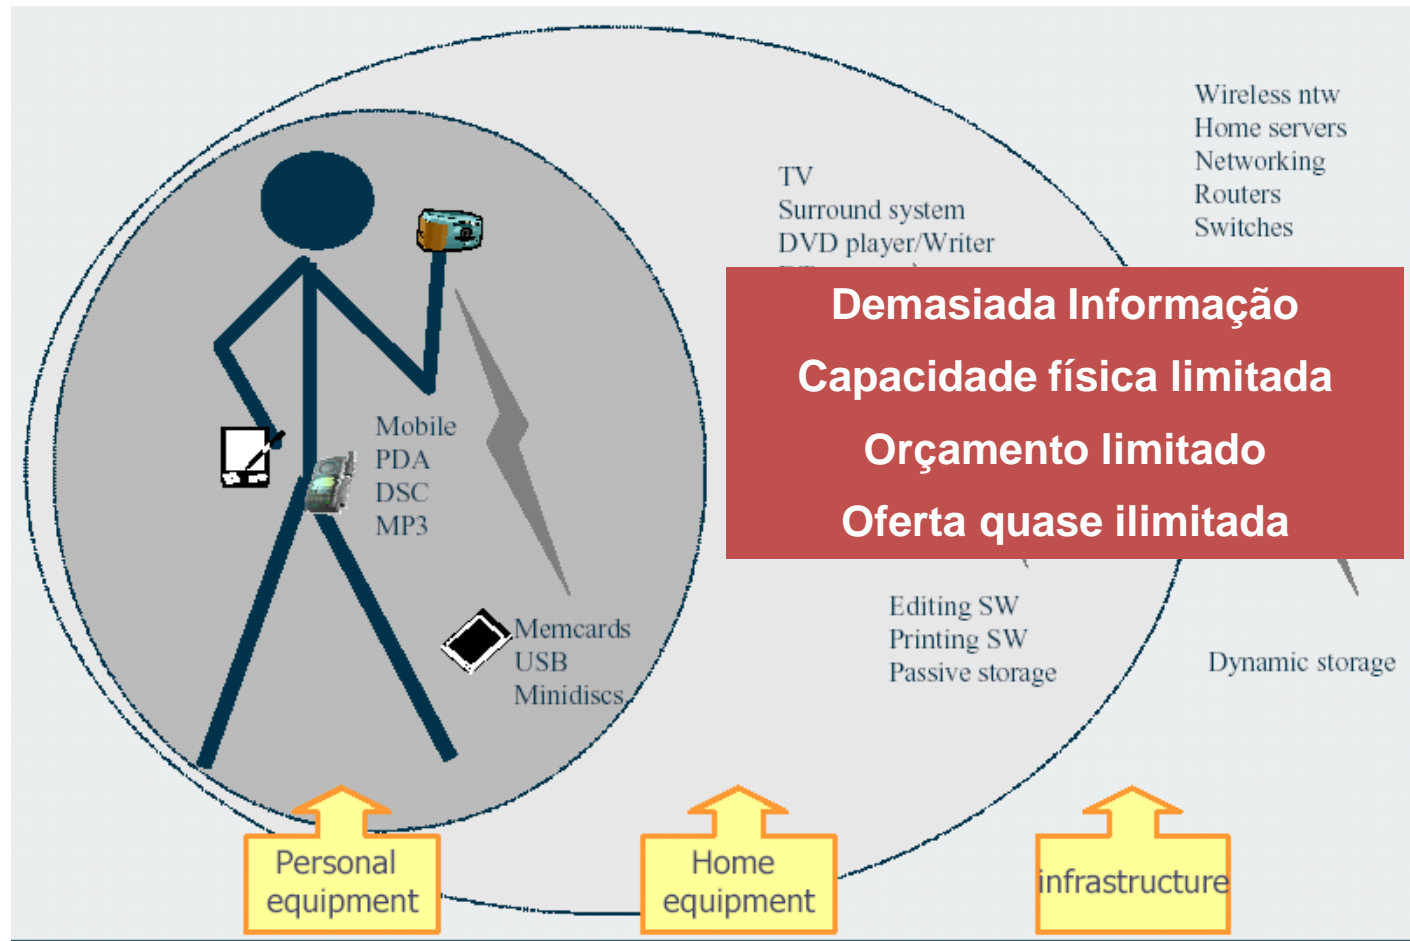 Wireless ntw
Home servers
Networking
Routers
Switches
TV
Surround system
DVD player/Writer
Demasiada Informação
Capacidade física limitada
Orçamento limitado
Oferta quase ilimitada
Mobile
PDA
DSC
MP3
Memcards
USB
Minidiscs
Editing SW
Printing SW
Passive storage
Dynamic storage
Personal
equipment
Home
equipment
infrastructure